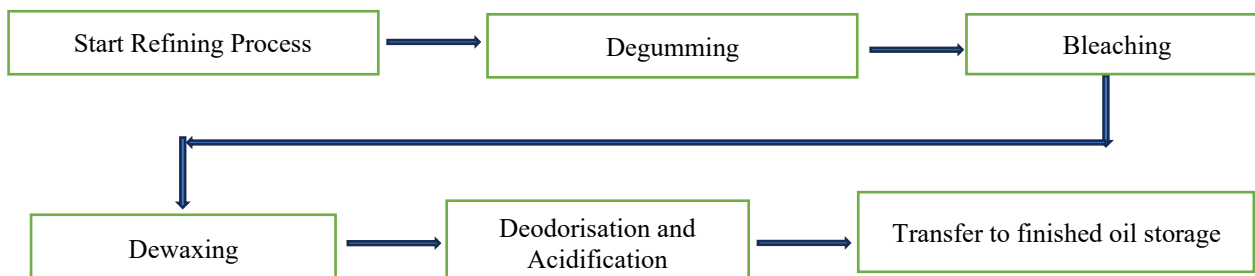 Start Refining Process
Degumming
Bleaching
Dewaxing
Deodorisation and
Acidification
Transfer to finished oil storage